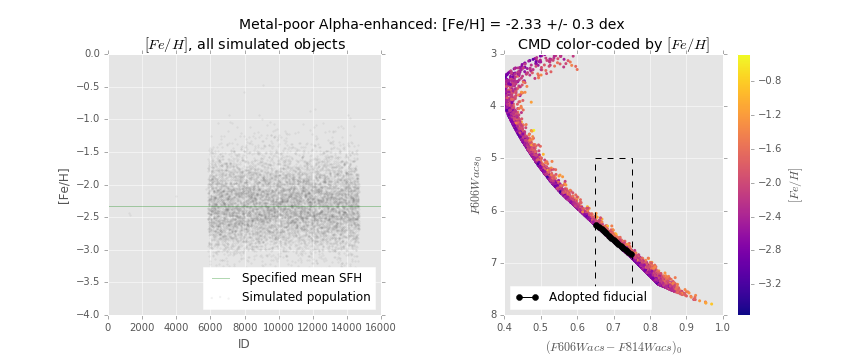 Metal-poor Alpha-enhanced: [Fe/H] = -2.33 +/- 0.3 dex
[Fe/H], all simulated objects
0.0
−0.5
−1.0
−1.5
−2.0
−2.5
−3.0
−3.5
−4.0
[Fe/H]
0 2000 4000 6000 8000 10000 12000 14000 16000
ID
Specified mean SFH
Simulated population
CMD color-coded by [Fe/H]
3
4
5
6
7
8
F606Wacs₀
0.4 0.5 0.6 0.7 0.8 0.9 1.0
(F606Wacs − F814Wacs)₀
Adopted fiducial
−0.8
−1.2
−1.6
−2.0
−2.4
−2.8
−3.2
[Fe/H]